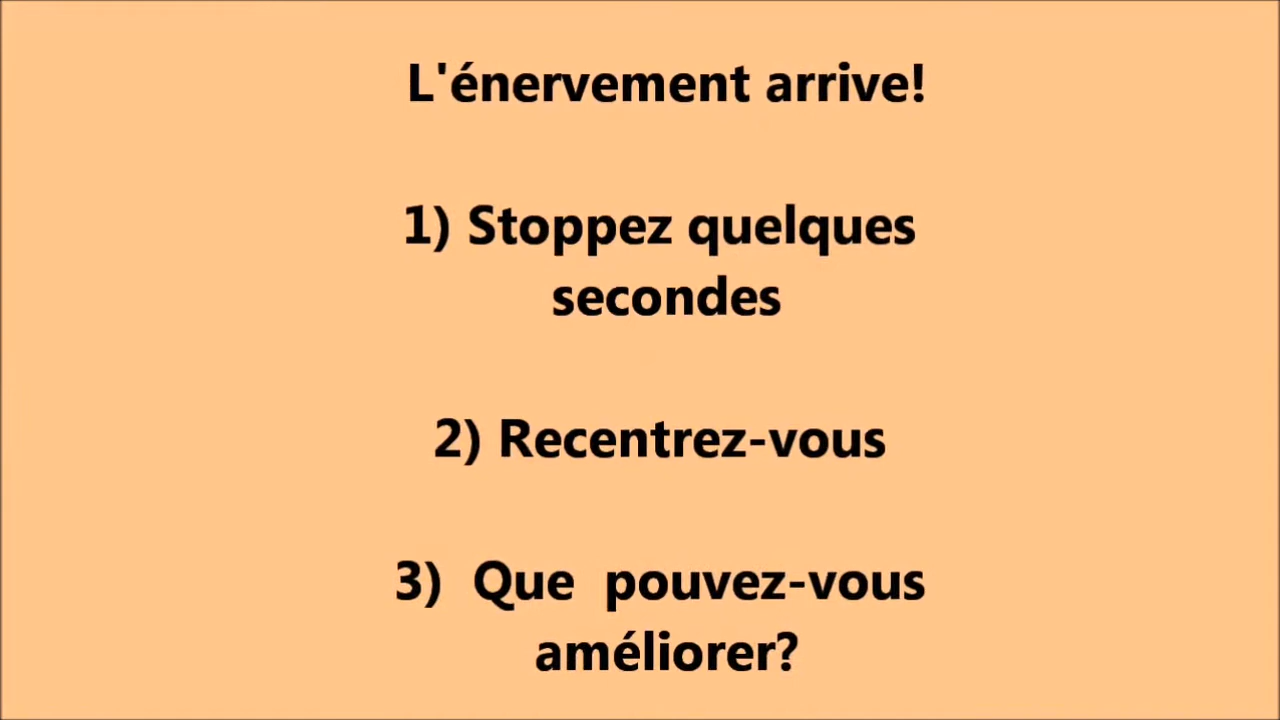 L'énervement arrive!
1) Stoppez quelques
secondes
2) Recentrez-vous
3) Que pouvez-vous
améliorer?